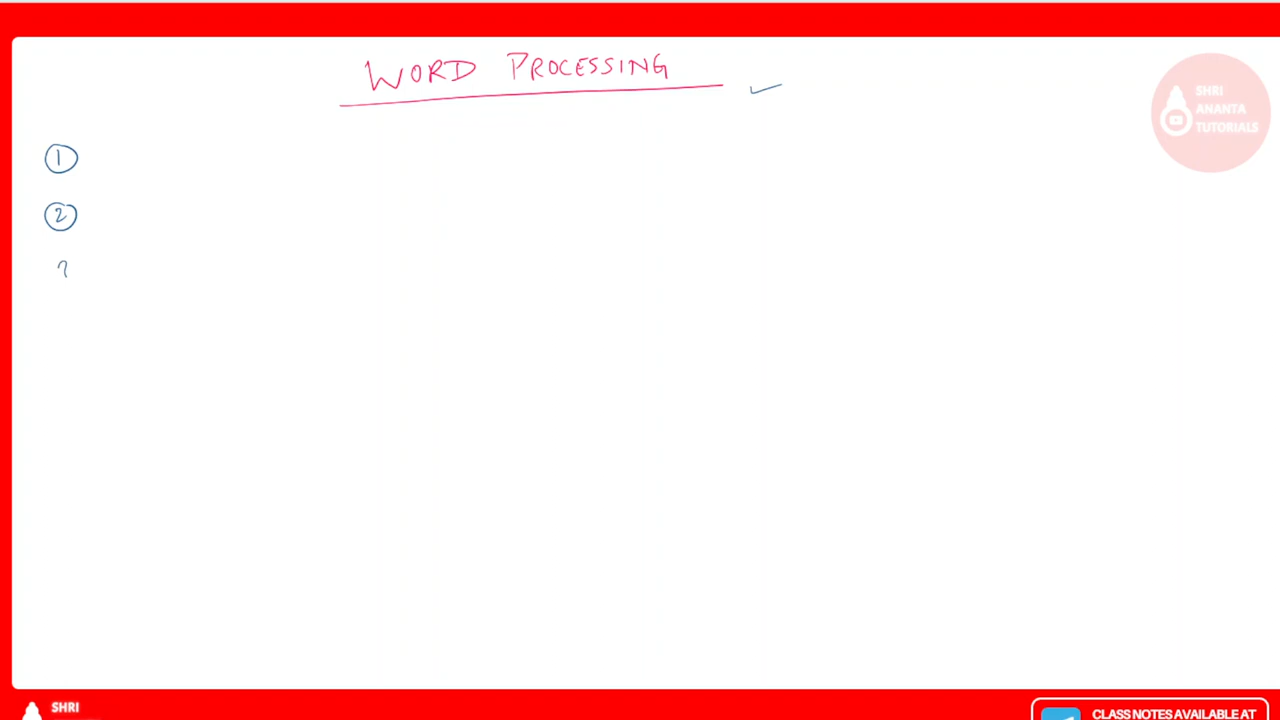 WORD PROCESSING
SHRI
ANANTA
TUTORIALS
1
2
SHRI
CLASS NOTES AVAILABLE AT